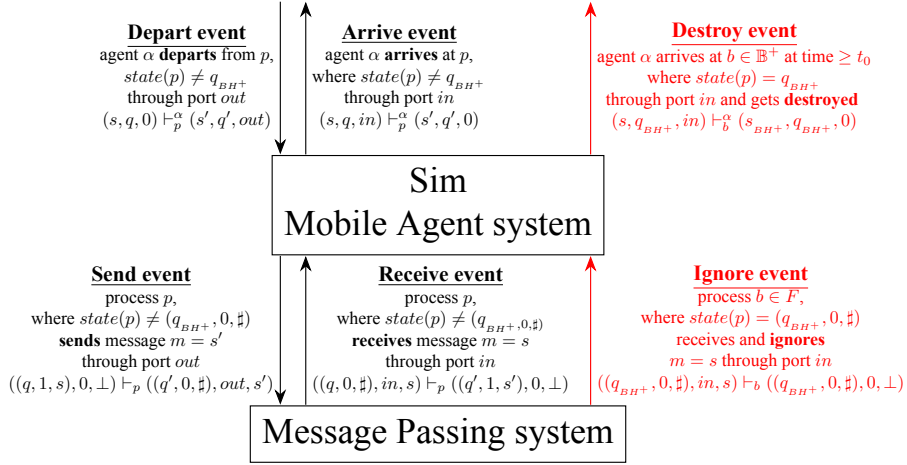 Depart event
agent α departs from p,
state(p) ≠ q_{BH+}
through port out
(s, q, 0) ⊢_p^α (s′, q′, out)
Arrive event
agent α arrives at p,
where state(p) ≠ q_{BH+}
through port in
(s, q, in) ⊢_p^α (s′, q′, 0)
Destroy event
agent α arrives at b ∈ 𝔹⁺ at time ≥ t₀
where state(p) = q_{BH+}
through port in and gets destroyed
(s, q_{BH+}, in) ⊢_b^α (s_{BH+}, q_{BH+}, 0)
Sim
Mobile Agent system
Send event
process p,
where state(p) ≠ (q_{BH+}, 0, ♯)
sends message m = s′
through port out
((q, 1, s), 0, ⊥) ⊢_p ((q′, 0, ♯), out, s′)
Receive event
process p,
where state(p) ≠ (q_{BH+,0,♯})
receives message m = s
through port in
((q, 0, ♯), in, s) ⊢_p ((q′, 1, s′), 0, ⊥)
Ignore event
process b ∈ F,
where state(p) = (q_{BH+}, 0, ♯)
receives and ignores
m = s through port in
((q_{BH+}, 0, ♯), in, s) ⊢_b ((q_{BH+}, 0, ♯), 0, ⊥)
Message Passing system